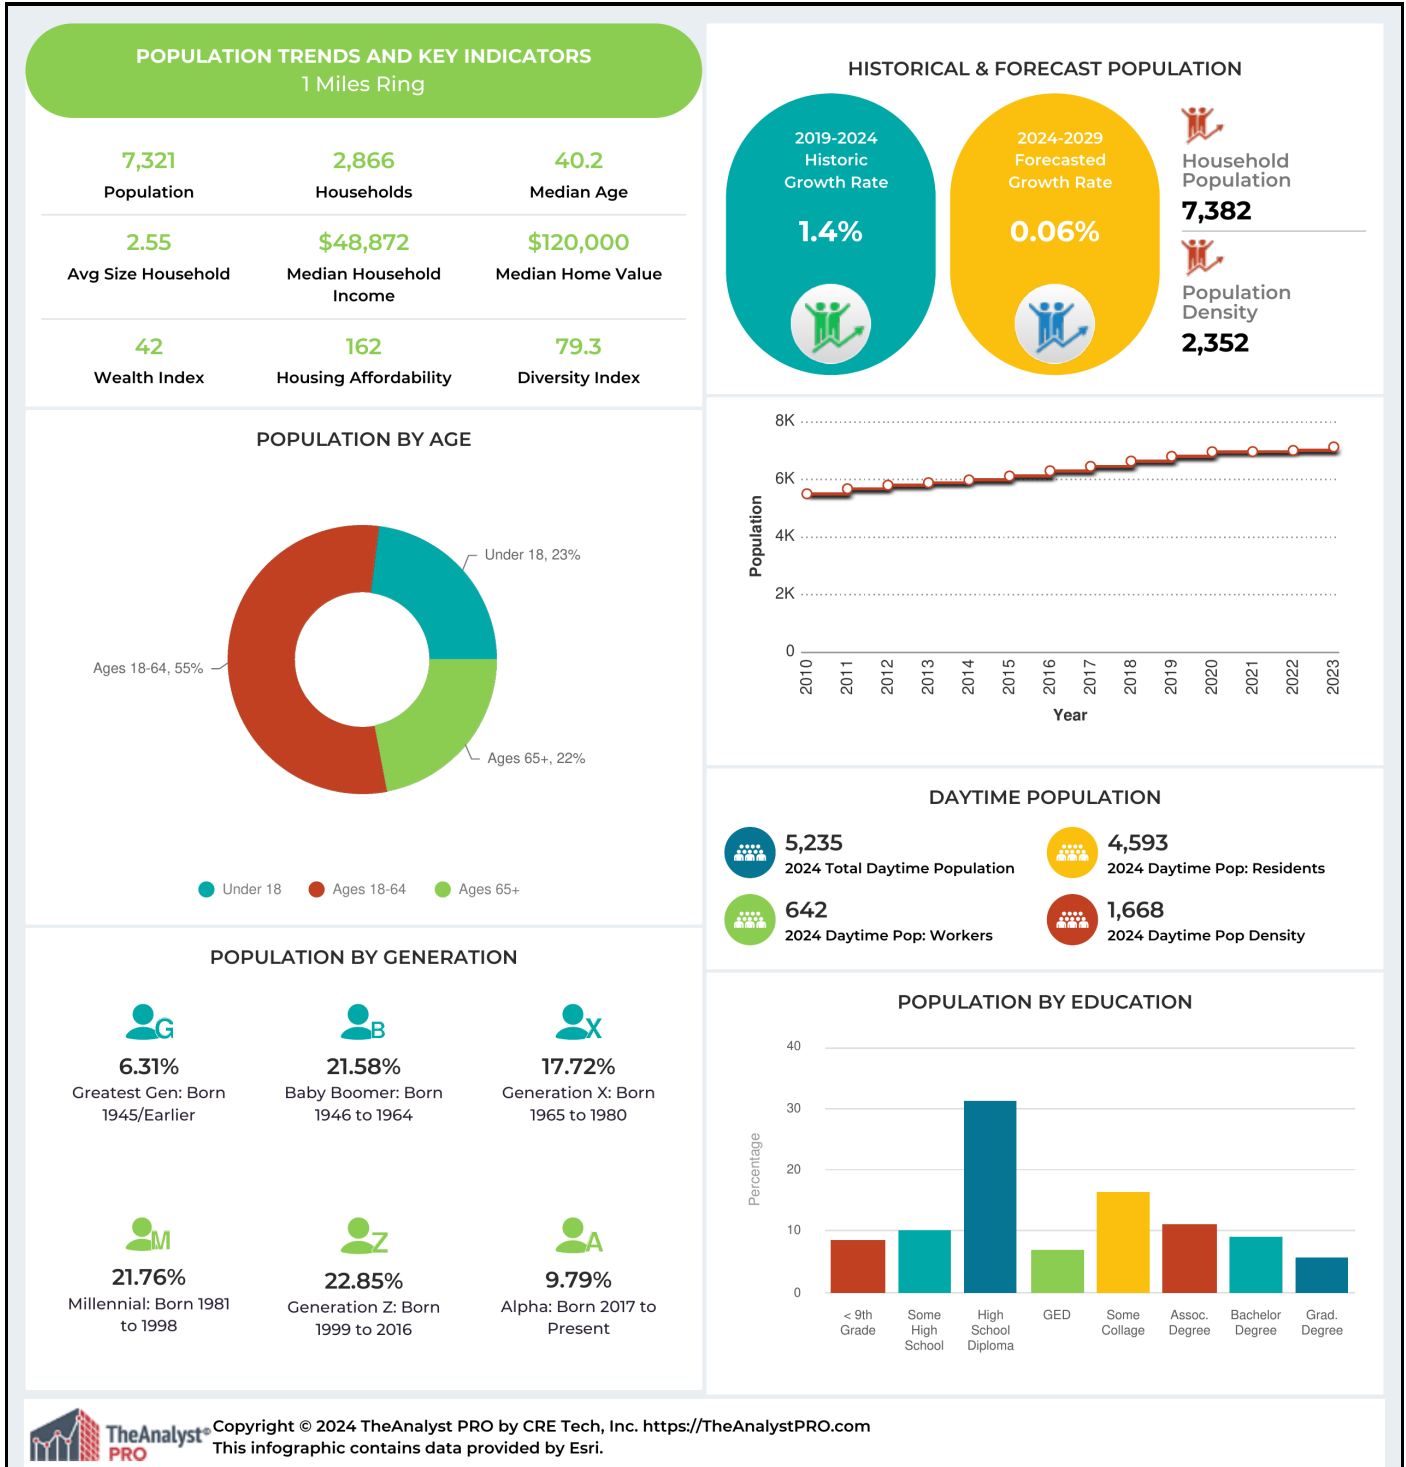 POPULATION TRENDS AND KEY INDICATORS
1 Miles Ring
7,321
Population
2,866
Households
40.2
Median Age
2.55
Avg Size Household
$48,872
Median Household
Income
$120,000
Median Home Value
42
Wealth Index
162
Housing Affordability
79.3
Diversity Index
HISTORICAL & FORECAST POPULATION
2019-2024
Historic
Growth Rate
1.4%
2024-2029
Forecasted
Growth Rate
0.06%
Household
Population
7,382
Population
Density
2,352
POPULATION BY AGE
Under 18, 23%
Ages 18-64, 55%
Ages 65+, 22%
Under 18
Ages 18-64
Ages 65+
8K
6K
4K
2K
0
Population
2010
2011
2012
2013
2014
2015
2016
2017
2018
2019
2020
2021
2022
2023
Year
DAYTIME POPULATION
5,235
2024 Total Daytime Population
4,593
2024 Daytime Pop: Residents
642
2024 Daytime Pop: Workers
1,668
2024 Daytime Pop Density
POPULATION BY GENERATION
G
6.31%
Greatest Gen: Born
1945/Earlier
B
21.58%
Baby Boomer: Born
1946 to 1964
X
17.72%
Generation X: Born
1965 to 1980
M
21.76%
Millennial: Born 1981
to 1998
Z
22.85%
Generation Z: Born
1999 to 2016
A
9.79%
Alpha: Born 2017 to
Present
POPULATION BY EDUCATION
40
30
20
10
0
Percentage
< 9th
Grade
Some
High
School
High
School
Diploma
GED
Some
Collage
Assoc.
Degree
Bachelor
Degree
Grad.
Degree
TheAnalyst®
PRO
Copyright © 2024 TheAnalyst PRO by CRE Tech, Inc. https://TheAnalystPRO.com
This infographic contains data provided by Esri.